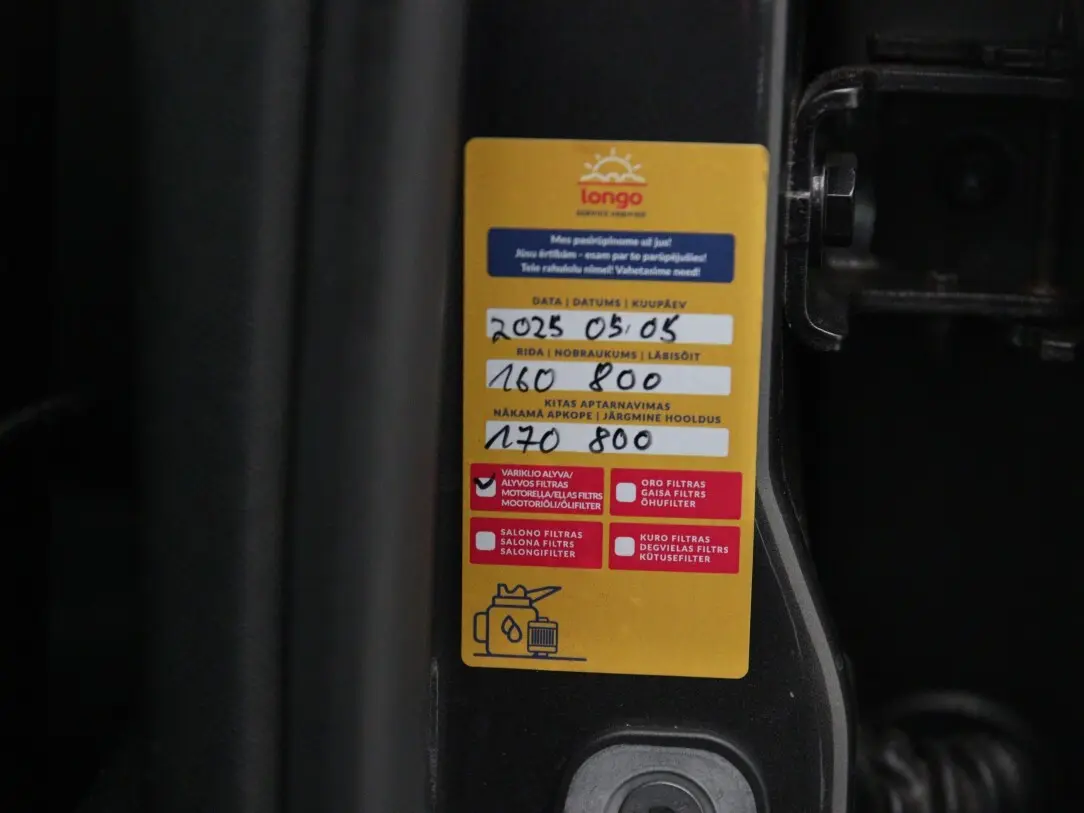 longo
Mes pasirūpinome už jus!
Jūsu ērtībām - esam par to parūpējušies!
Teie rahulolu nimel! Vahetasime need!
DATA | DATUMS | KUUPÄEV
2025 05.05
RIDA | NOBRAUKUMS | LÄBISÕIT
160 800
KITAS APTARNAVIMAS
NĀKAMĀ APKOPE | JÄRGMINE HOOLDUS
170 800
VARIKLIO ALYVA/
ALYVOS FILTRAS
MOTOREĻĻA/EĻĻAS FILTRS
MOOTORIÕLI/ÕLIFILTER
ORO FILTRAS
GAISA FILTRS
ÕHUFILTER
SALONO FILTRAS
SALONA FILTRS
SALONGIFILTER
KURO FILTRAS
DEGVIELAS FILTRS
KÜTUSEFILTER